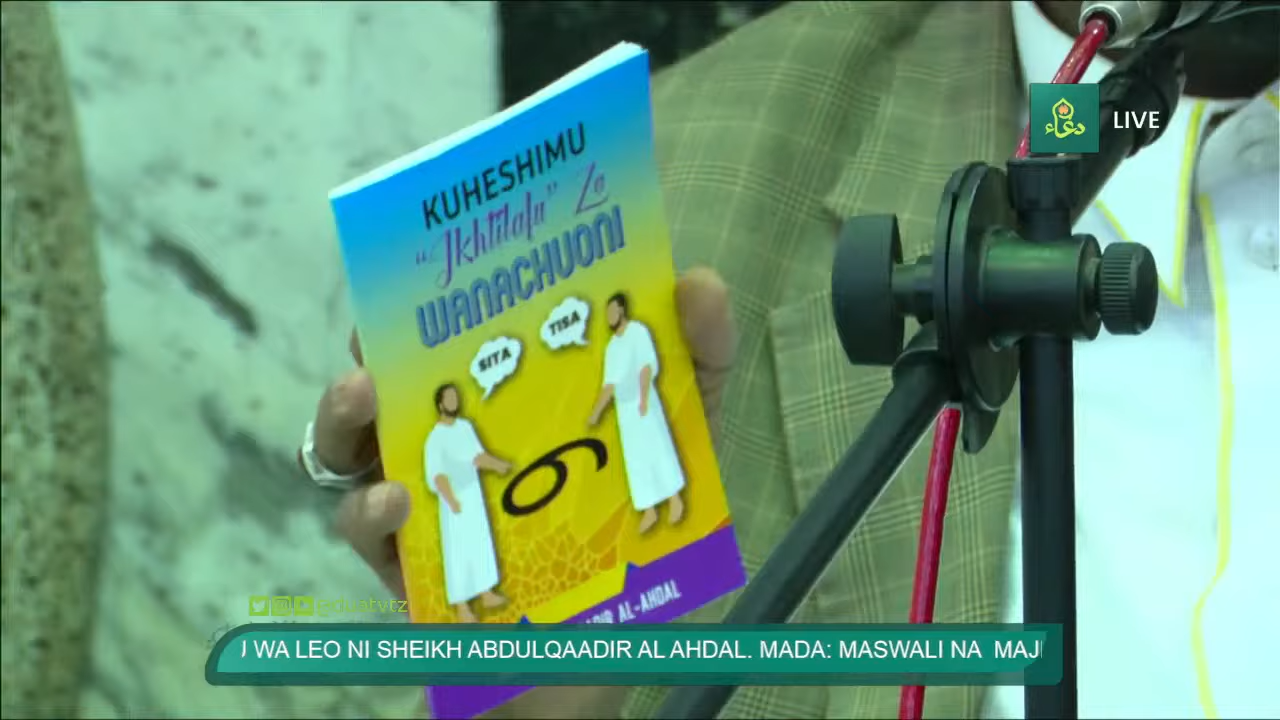 KUHESHIMU
"Ikhtilafu" Za
WANACHUONI
SITA
TISA
6
AL-AHDAL
دعاء
LIVE
WA LEO NI SHEIKH ABDULQAADIR AL AHDAL. MADA: MASWALI NA MAJ